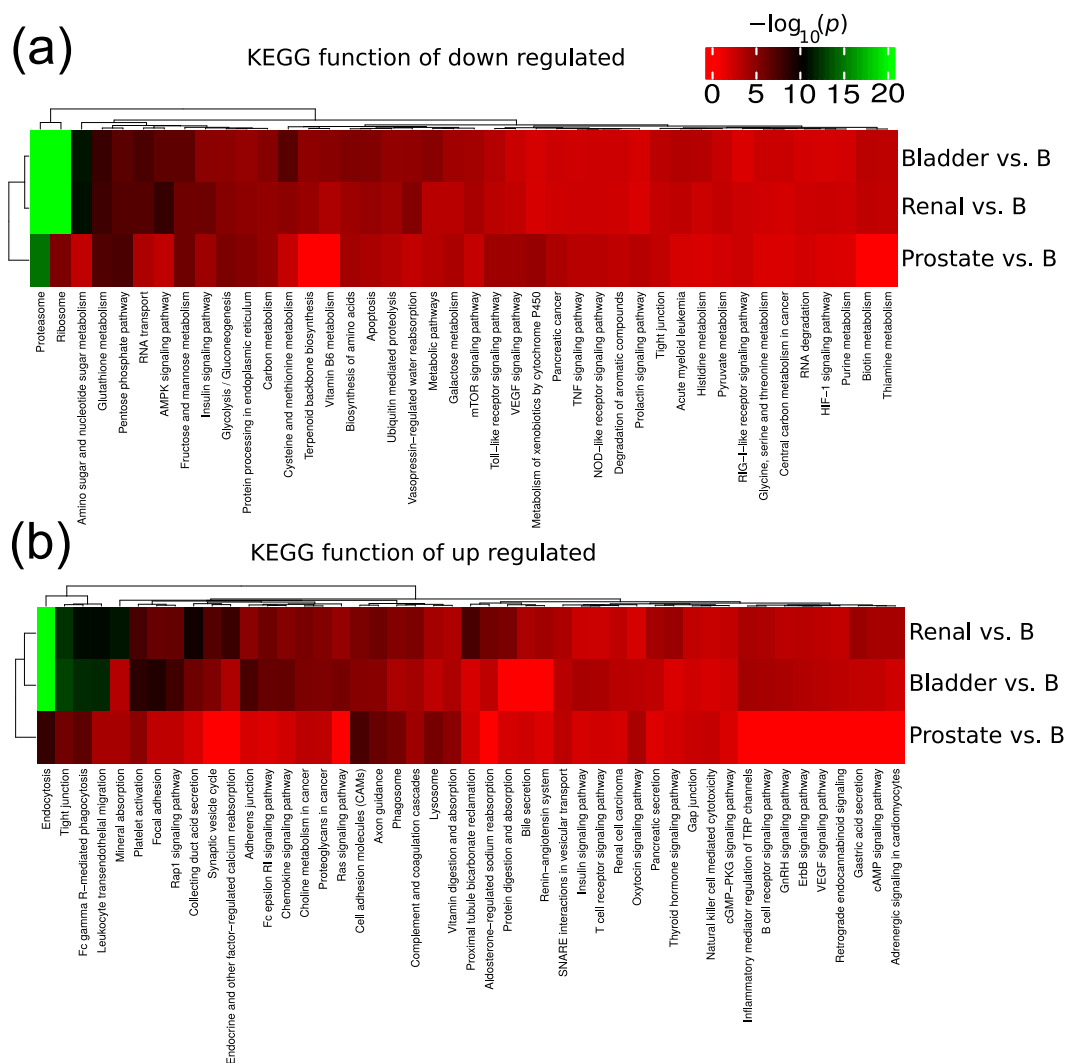 (a)
KEGG function of down regulated
−log10(p)
0 5 10 15 20
Bladder vs. B
Renal vs. B
Prostate vs. B
Proteasome
Ribosome
Amino sugar and nucleotide sugar metabolism
Glutathione metabolism
Pentose phosphate pathway
RNA transport
AMPK signaling pathway
Fructose and mannose metabolism
Insulin signaling pathway
Glycolysis / Gluconeogenesis
Protein processing in endoplasmic reticulum
Carbon metabolism
Cysteine and methionine metabolism
Terpenoid backbone biosynthesis
Vitamin B6 metabolism
Biosynthesis of amino acids
Apoptosis
Ubiquitin mediated proteolysis
Vasopressin−regulated water reabsorption
Metabolic pathways
Galactose metabolism
mTOR signaling pathway
Toll−like receptor signaling pathway
VEGF signaling pathway
Metabolism of xenobiotics by cytochrome P450
Pancreatic cancer
TNF signaling pathway
NOD−like receptor signaling pathway
Degradation of aromatic compounds
Prolactin signaling pathway
Tight junction
Acute myeloid leukemia
Histidine metabolism
Pyruvate metabolism
RIG−I−like receptor signaling pathway
Glycine, serine and threonine metabolism
Central carbon metabolism in cancer
RNA degradation
HIF−1 signaling pathway
Purine metabolism
Biotin metabolism
Thiamine metabolism
(b)
KEGG function of up regulated
Renal vs. B
Bladder vs. B
Prostate vs. B
Endocytosis
Tight junction
Fc gamma R−mediated phagocytosis
Leukocyte transendothelial migration
Mineral absorption
Platelet activation
Focal adhesion
Rap1 signaling pathway
Collecting duct acid secretion
Synaptic vesicle cycle
Endocrine and other factor−regulated calcium reabsorption
Adherens junction
Fc epsilon RI signaling pathway
Chemokine signaling pathway
Choline metabolism in cancer
Proteoglycans in cancer
Ras signaling pathway
Cell adhesion molecules (CAMs)
Axon guidance
Phagosome
Complement and coagulation cascades
Lysosome
Vitamin digestion and absorption
Proximal tubule bicarbonate reclamation
Aldosterone−regulated sodium reabsorption
Protein digestion and absorption
Bile secretion
Renin−angiotensin system
SNARE interactions in vesicular transport
Insulin signaling pathway
T cell receptor signaling pathway
Renal cell carcinoma
Oxytocin signaling pathway
Pancreatic secretion
Thyroid hormone signaling pathway
Gap junction
Natural killer cell mediated cytotoxicity
cGMP−PKG signaling pathway
Inflammatory mediator regulation of TRP channels
B cell receptor signaling pathway
GnRH signaling pathway
ErbB signaling pathway
VEGF signaling pathway
Retrograde endocannabinoid signaling
Gastric acid secretion
cAMP signaling pathway
Adrenergic signaling in cardiomyocytes